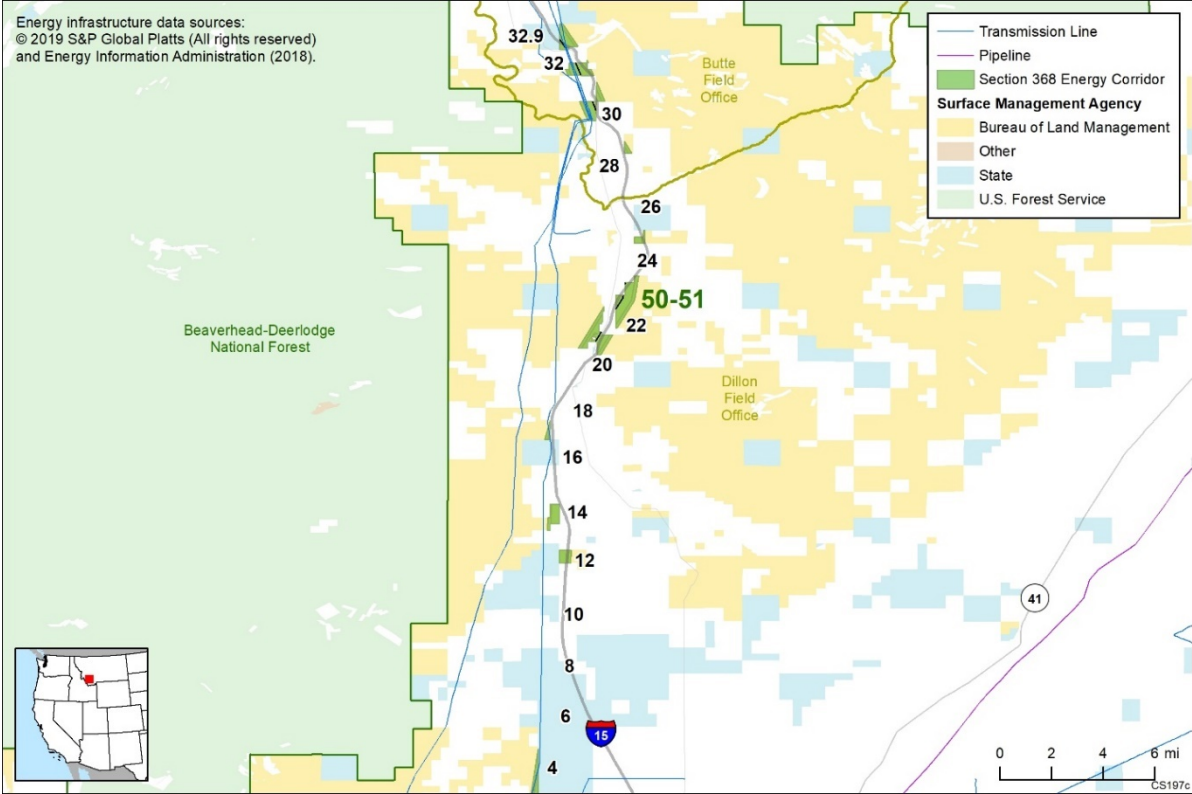 Energy infrastructure data sources:
© 2019 S&P Global Platts (All rights reserved)
and Energy Information Administration (2018).
Transmission Line
Pipeline
Section 368 Energy Corridor
Surface Management Agency
Bureau of Land Management
Other
State
U.S. Forest Service
32.9
32
Butte
Field
Office
30
28
26
24
50-51
22
Beaverhead-Deerlodge
National Forest
20
Dillon
Field
Office
18
16
14
12
10
41
8
6
15
4
0 2 4 6 mi
CS197c